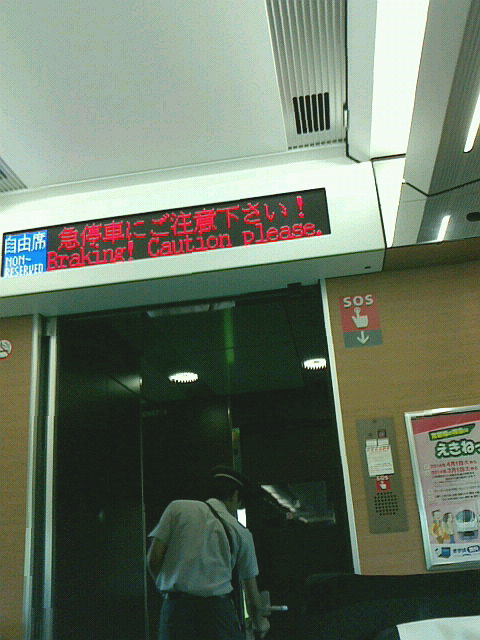 自由席
NON-
RESERVED
急停車にご注意下さい！
Braking! Caution please.
SOS
SOS
えきねっ